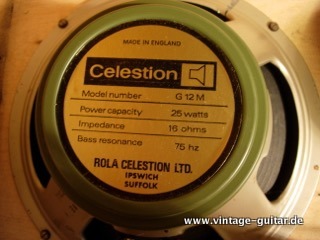 MADE IN ENGLAND
Celestion
Model number G 12 M
Power capacity 25 watts
Impedance 16 ohms
Bass resonance 75 hz
ROLA CELESTION LTD.
IPSWICH
SUFFOLK
www.vintage-guitar.de